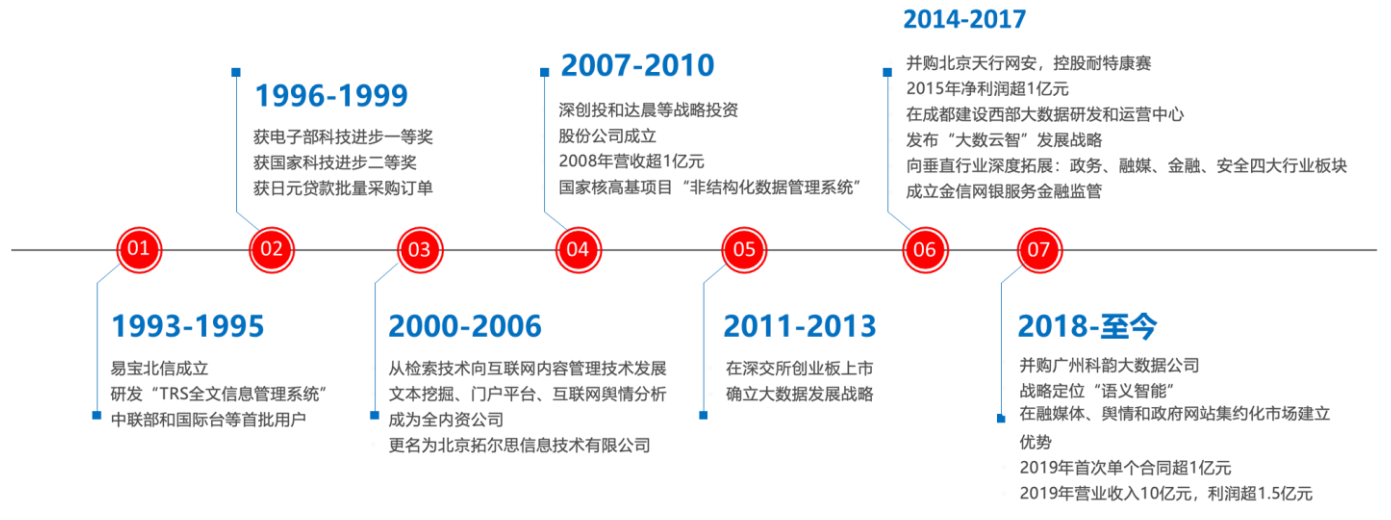 01
1993-1995
易宝北信成立
研发“TRS全文信息管理系统”
中联部和国际台等首批用户
02
1996-1999
获电子部科技进步一等奖
获国家科技进步二等奖
获日元贷款批量采购订单
03
2000-2006
从检索技术向互联网内容管理技术发展
文本挖掘、门户平台、互联网舆情分析
成为全内资公司
更名为北京拓尔思信息技术有限公司
04
2007-2010
深创投和达晨等战略投资
股份公司成立
2008年营收超1亿元
国家核高基项目“非结构化数据管理系统”
05
2011-2013
在深交所创业板上市
确立大数据发展战略
06
2014-2017
并购北京天行网安，控股耐特康赛
2015年净利润超1亿元
在成都建设西部大数据研发和运营中心
发布“大数云智”发展战略
向垂直行业深度拓展：政务、融媒、金融、安全四大行业板块
成立金信网银服务金融监管
07
2018-至今
并购广州科韵大数据公司
战略定位“语义智能”
在融媒体、舆情和政府网站集约化市场建立
优势
2019年首次单个合同超1亿元
2019年营业收入10亿元，利润超1.5亿元